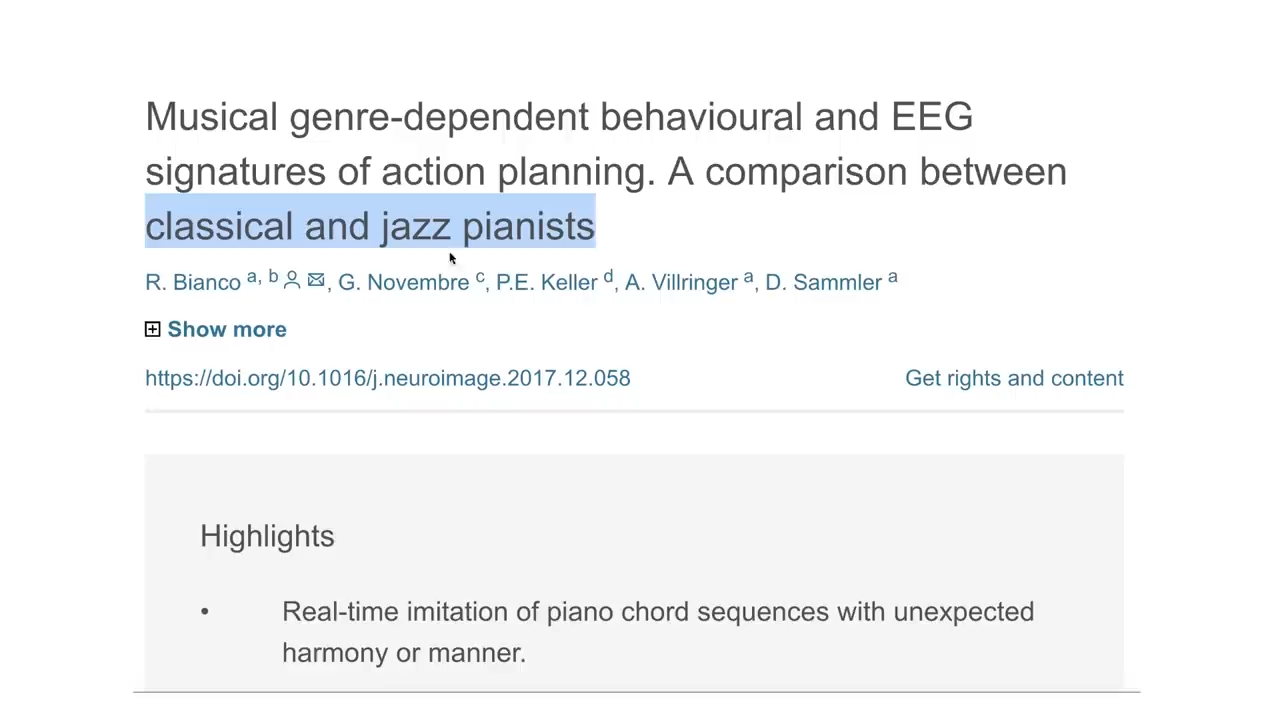 Musical genre-dependent behavioural and EEG
signatures of action planning. A comparison between
classical and jazz pianists
R. Bianco a, b, G. Novembre c, P.E. Keller d, A. Villringer a, D. Sammler a
Show more
https://doi.org/10.1016/j.neuroimage.2017.12.058 Get rights and content
Highlights
• Real-time imitation of piano chord sequences with unexpected
harmony or manner.